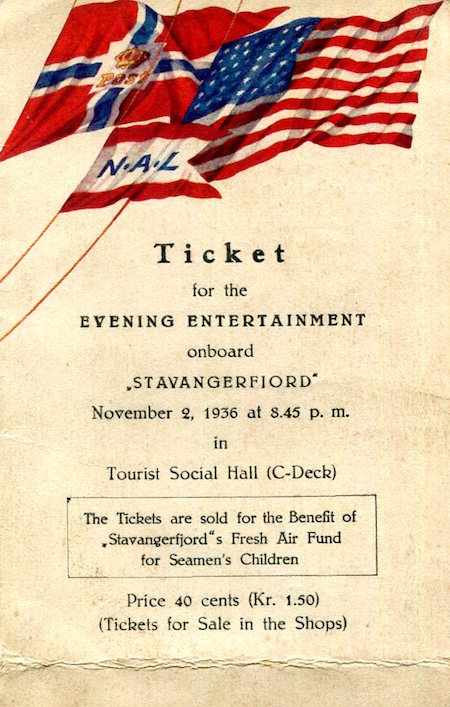 Post
N.A.L
Ticket
for the
EVENING ENTERTAINMENT
onboard
„STAVANGERFJORD“
November 2, 1936 at 8.45 p. m.
in
Tourist Social Hall (C-Deck)
The Tickets are sold for the Benefit of
„Stavangerfjord“s Fresh Air Fund
for Seamen's Children
Price 40 cents (Kr. 1.50)
(Tickets for Sale in the Shops)